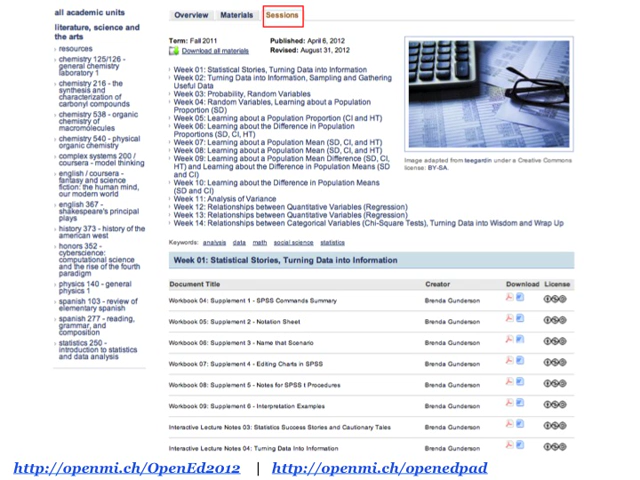 all academic units
literature, science and
the arts
resources
chemistry 125/126 -
general chemistry
laboratory 1
chemistry 216 - the
synthesis and
characterization of
carbonyl compounds
chemistry 538 - organic
chemistry of
macromolecules
chemistry 540 - physical
organic chemistry
complex systems 200 /
coursera - model thinking
english / coursera -
fantasy and science
fiction: the human mind,
our modern world
english 367 -
shakespeare's principal
plays
history 373 - history of the
american west
honors 352 -
cyberscience:
computational science
and the rise of the fourth
paradigm
physics 140 - general
physics 1
spanish 103 - review of
elementary spanish
spanish 277 - reading,
grammar, and
composition
statistics 250 -
introduction to statistics
and data analysis
Overview Materials Sessions
Term: Fall 2011 Published: April 6, 2012
Download all materials Revised: August 31, 2012
Week 01: Statistical Stories, Turning Data into Information
Week 02: Turning Data into Information, Sampling and Gathering
Useful Data
Week 03: Probability, Random Variables
Week 04: Random Variables, Learning about a Population
Proportion (SD)
Week 05: Learning about a Population Proportion (CI and HT)
Week 06: Learning about the Difference in Population
Proportions (SD, CI, HT)
Week 07: Learning about a Population Mean (SD, CI, and HT)
Week 08: Learning about a Population Mean (SD, CI, and HT)
Week 09: Learning about a Population Mean Difference (SD, CI,
HT) and Learning about the Difference in Population Means (SD
and CI)
Week 10: Learning about the Difference in Population Means
(SD and CI)
Week 11: Analysis of Variance
Week 12: Relationships between Quantitative Variables (Regression)
Week 13: Relationships between Quantitative Variables (Regression)
Week 14: Relationships between Categorical Variables (Chi-Square Tests), Turning Data into Wisdom and Wrap Up
Image adapted from teegardin under a Creative Commons
license: BY-SA.
Keywords: analysis data math social science statistics
Week 01: Statistical Stories, Turning Data into Information
Document Title Creator Download License
Workbook 04: Supplement 1 - SPSS Commands Summary Brenda Gunderson
Workbook 05: Supplement 2 - Notation Sheet Brenda Gunderson
Workbook 06: Supplement 3 - Name that Scenario Brenda Gunderson
Workbook 07: Supplement 4 - Editing Charts in SPSS Brenda Gunderson
Workbook 08: Supplement 5 - Notes for SPSS t Procedures Brenda Gunderson
Workbook 09: Supplement 6 - Interpretation Examples Brenda Gunderson
Interactive Lecture Notes 03: Statistics Success Stories and Cautionary Tales Brenda Gunderson
Interactive Lecture Notes 04: Turning Data Into Information Brenda Gunderson
http://openmi.ch/OpenEd2012 | http://openmi.ch/openedpad